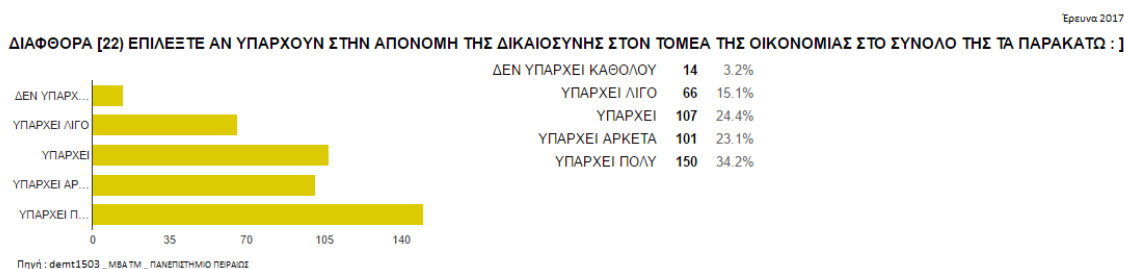 Έρευνα 2017
ΔΙΑΦΘΟΡΑ [22) ΕΠΙΛΕΞΤΕ ΑΝ ΥΠΑΡΧΟΥΝ ΣΤΗΝ ΑΠΟΝΟΜΗ ΤΗΣ ΔΙΚΑΙΟΣΥΝΗΣ ΣΤΟΝ ΤΟΜΕΑ ΤΗΣ ΟΙΚΟΝΟΜΙΑΣ ΣΤΟ ΣΥΝΟΛΟ ΤΗΣ ΤΑ ΠΑΡΑΚΑΤΩ : ]
ΔΕΝ ΥΠΑΡΧΕΙ ΚΑΘΟΛΟΥ 14 3.2%
ΥΠΑΡΧΕΙ ΛΙΓΟ 66 15.1%
ΥΠΑΡΧΕΙ 107 24.4%
ΥΠΑΡΧΕΙ ΑΡΚΕΤΑ 101 23.1%
ΥΠΑΡΧΕΙ ΠΟΛΥ 150 34.2%
ΔΕΝ ΥΠΑΡΧ...
ΥΠΑΡΧΕΙ ΛΙΓΟ
ΥΠΑΡΧΕΙ
ΥΠΑΡΧΕΙ ΑΡ...
ΥΠΑΡΧΕΙ Π...
0 35 70 105 140
Πηγή : demt1503 _ MBA TM _ ΠΑΝΕΠΙΣΤΗΜΙΟ ΠΕΙΡΑΙΩΣ